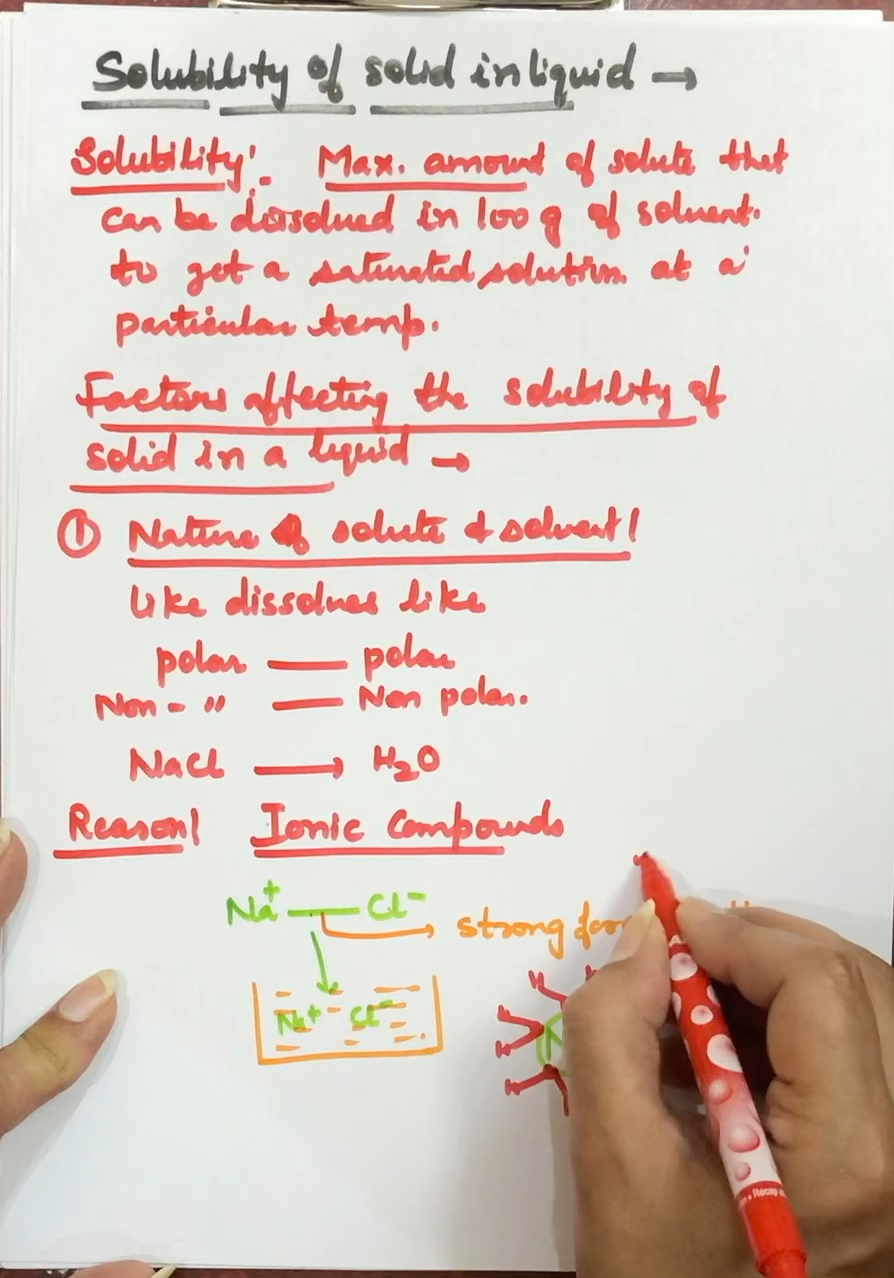 Solubility of solid in liquid →
Solubility: Max. amount of solute that
can be dissolved in 100 g of solvent.
to get a saturated solution. at a
particular temp.
Factors affecting the solubility of
solid in a liquid →
① Nature of solute & solvent!
Like dissolves like
polar — polar
Non- " — Non polar.
NaCl → H₂O
Reason! Ionic Compounds
Na⁺ — Cl⁻
strong
Na⁺ Cl⁻